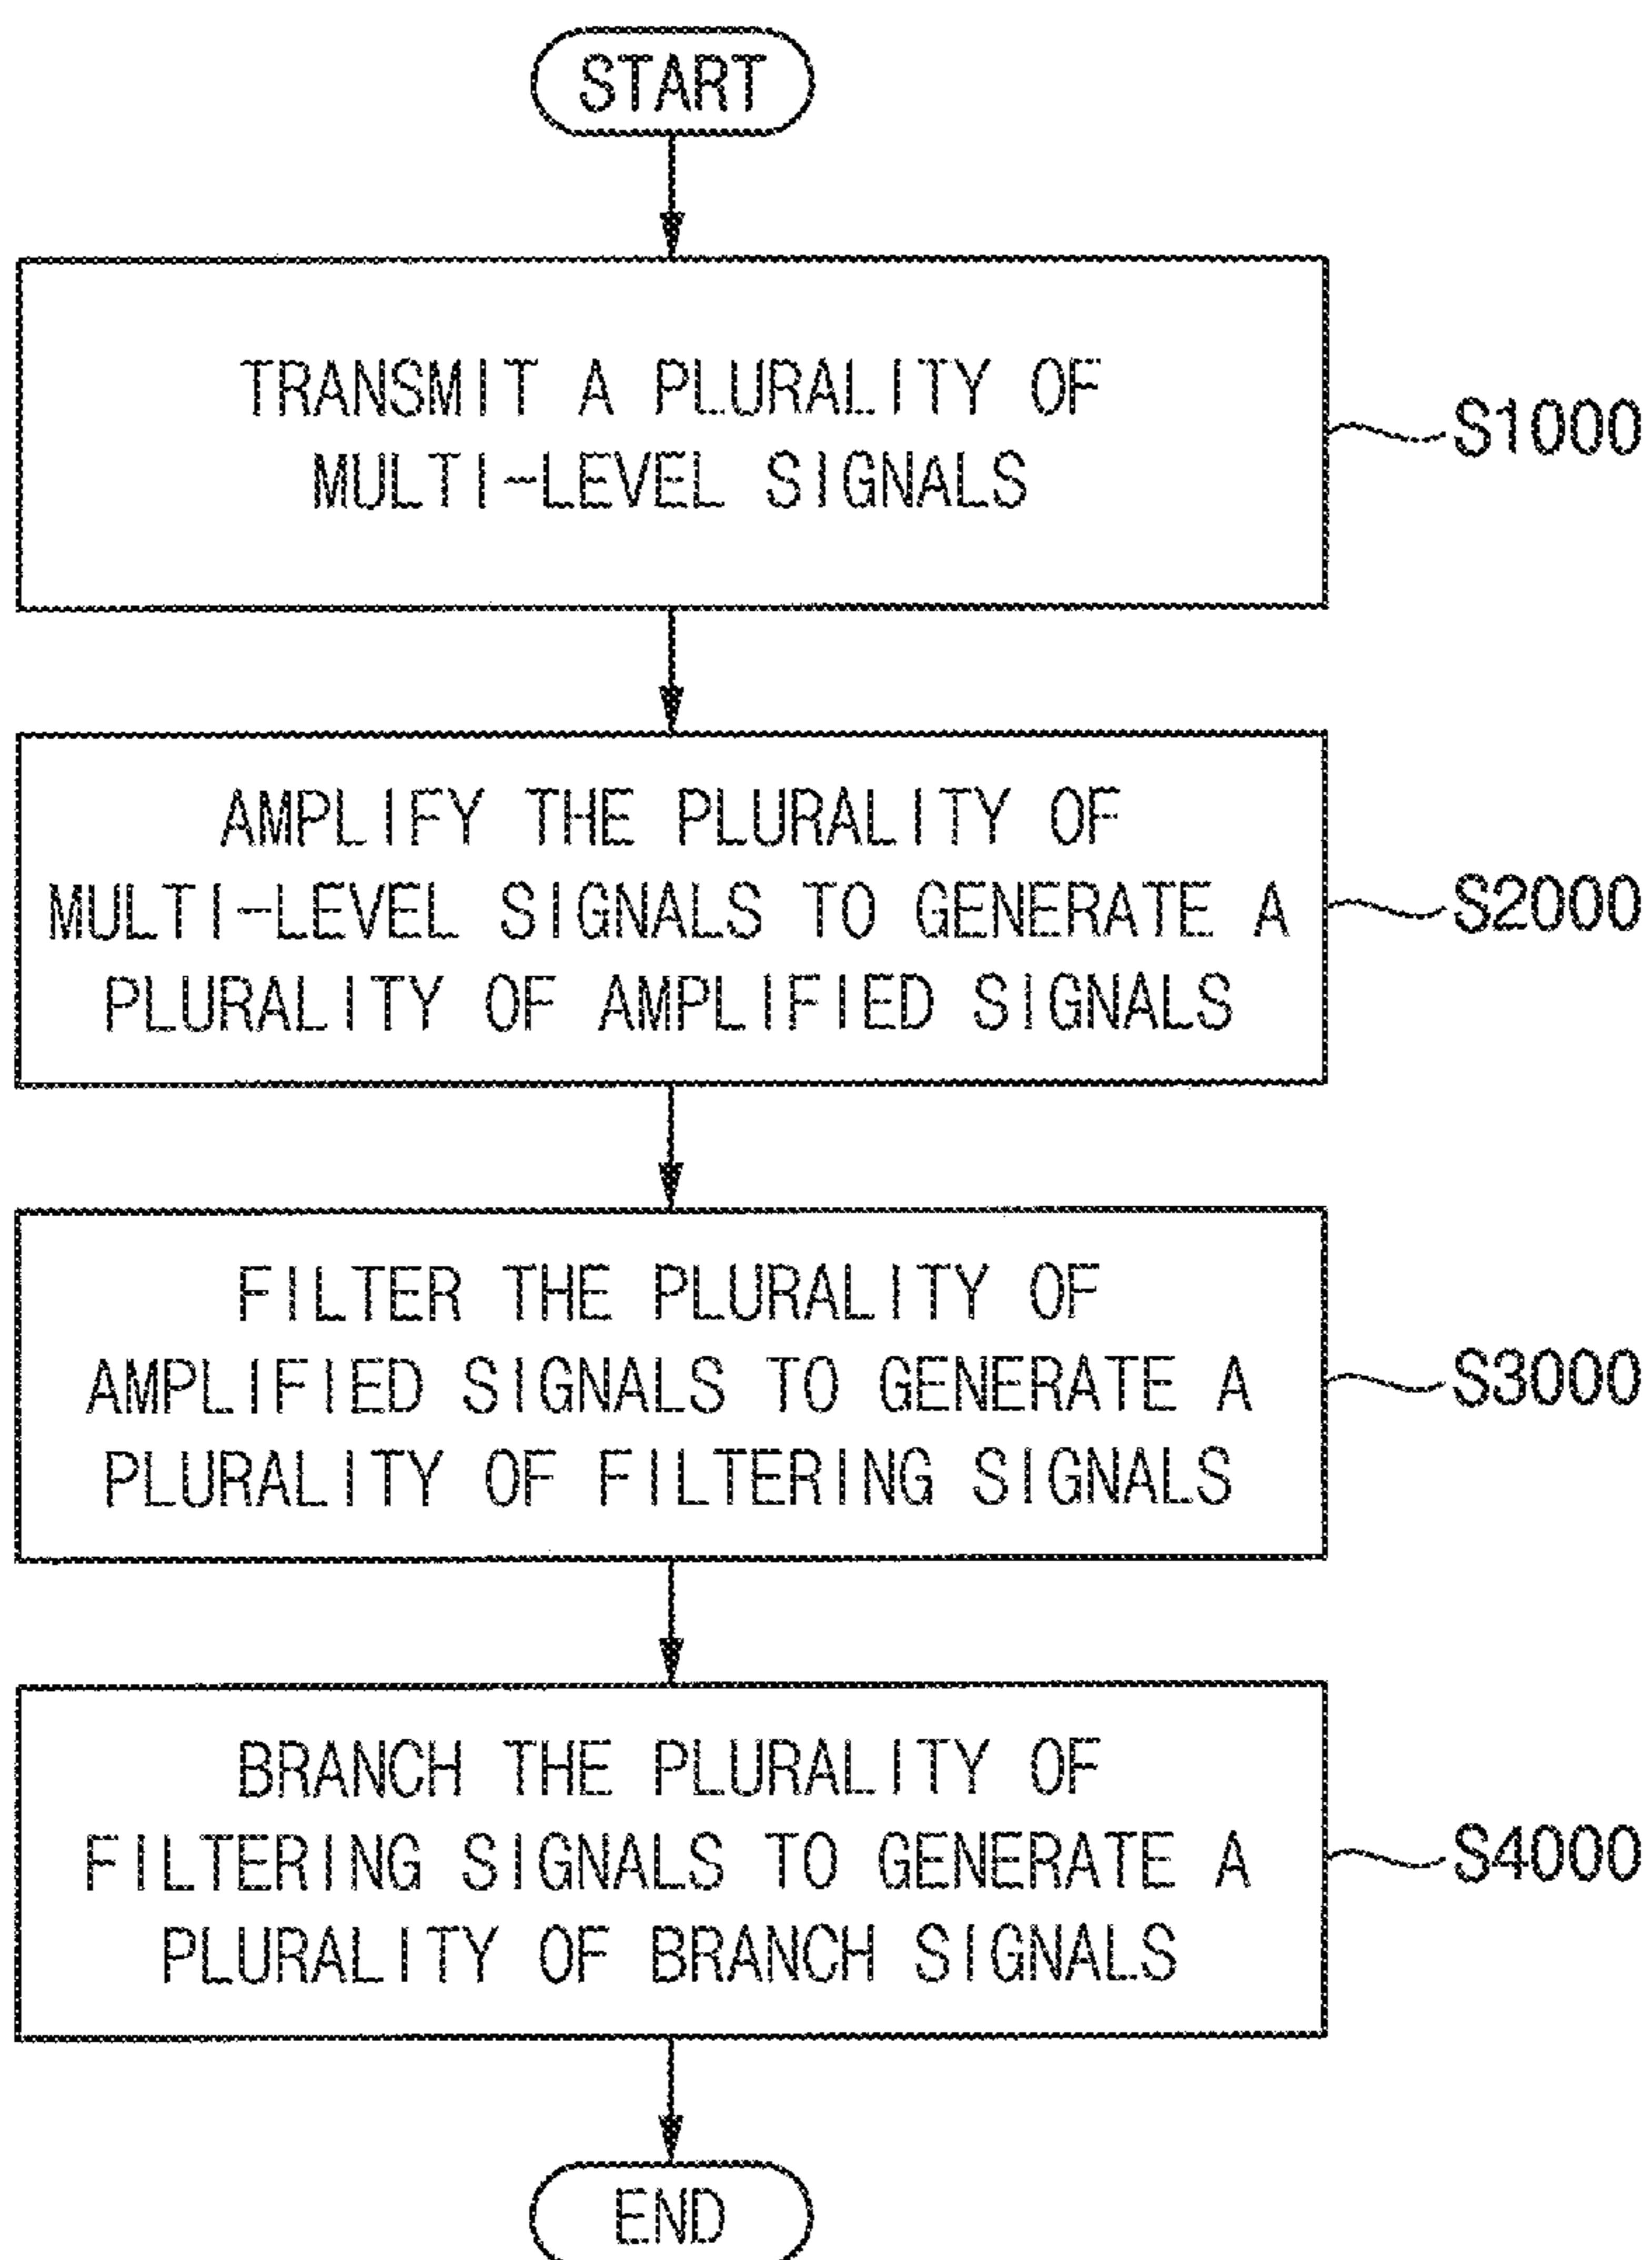 START
TRANSMIT A PLURALITY OF
MULTI-LEVEL SIGNALS
S1000
AMPLIFY THE PLURALITY OF
MULTI-LEVEL SIGNALS TO GENERATE A
PLURALITY OF AMPLIFIED SIGNALS
S2000
FILTER THE PLURALITY OF
AMPLIFIED SIGNALS TO GENERATE A
PLURALITY OF FILTERING SIGNALS
S3000
BRANCH THE PLURALITY OF
FILTERING SIGNALS TO GENERATE A
PLURALITY OF BRANCH SIGNALS
S4000
END